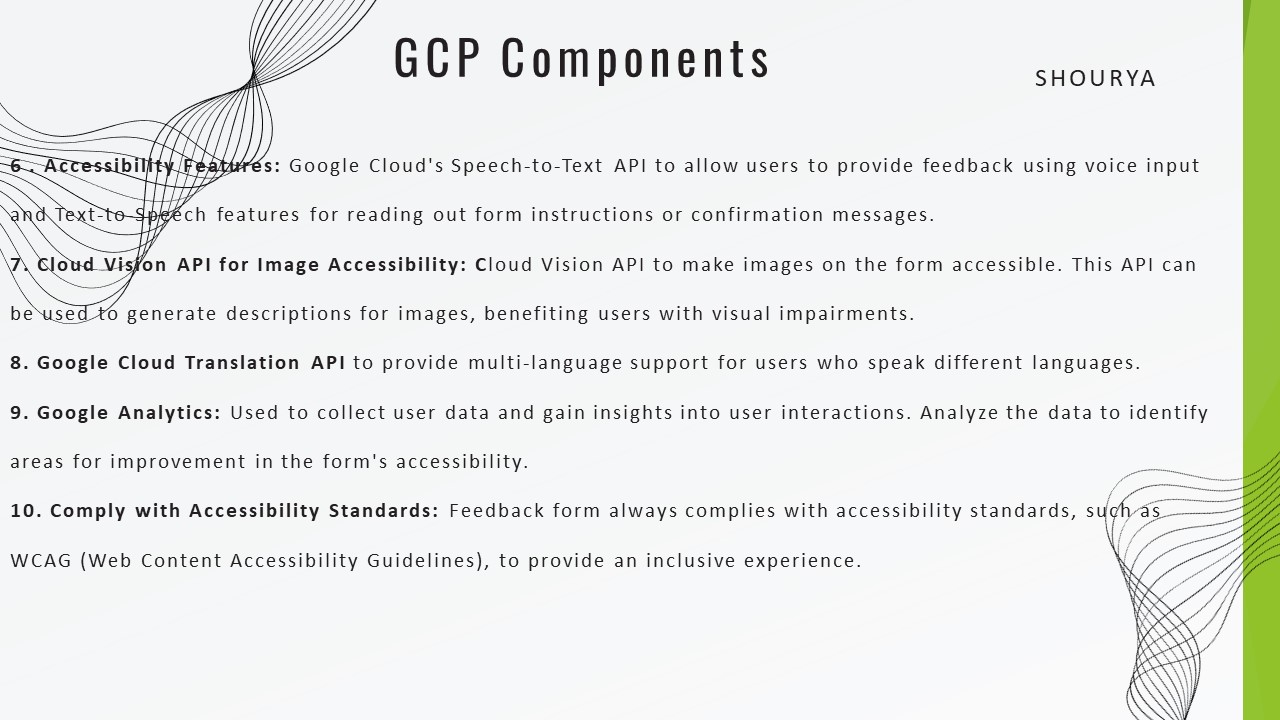 GCP Components
SHOURYA
6 . Accessibility Features: Google Cloud's Speech-to-Text API to allow users to provide feedback using voice input
and Text-to-Speech features for reading out form instructions or confirmation messages.
7. Cloud Vision API for Image Accessibility: Cloud Vision API to make images on the form accessible. This API can
be used to generate descriptions for images, benefiting users with visual impairments.
8. Google Cloud Translation API to provide multi-language support for users who speak different languages.
9. Google Analytics: Used to collect user data and gain insights into user interactions. Analyze the data to identify
areas for improvement in the form's accessibility.
10. Comply with Accessibility Standards: Feedback form always complies with accessibility standards, such as
WCAG (Web Content Accessibility Guidelines), to provide an inclusive experience.